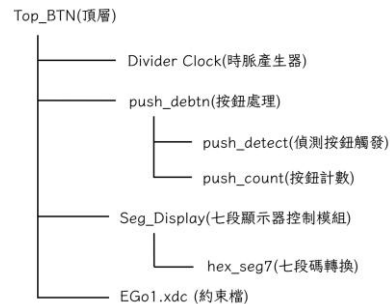 Top_BTN(頂層)
Divider Clock(時脈產生器)
push_debtn(按鈕處理)
push_detect(偵測按鈕觸發)
push_count(按鈕計數)
Seg_Display(七段顯示器控制模組)
hex_seg7(七段碼轉換)
EGo1.xdc (約束檔)